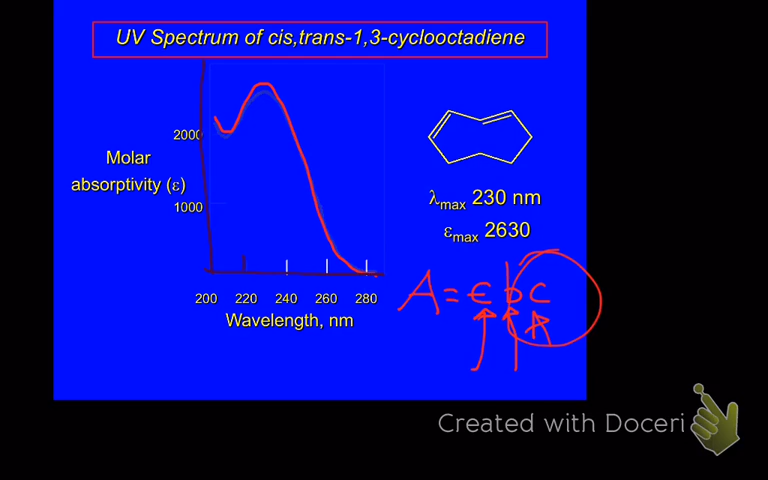 UV Spectrum of cis,trans-1,3-cyclooctadiene
2000
Molar
absorptivity (ε)
1000
λmax 230 nm
εmax 2630
A = ε b c
200 220 240 260 280
Wavelength, nm
Created with Doceri